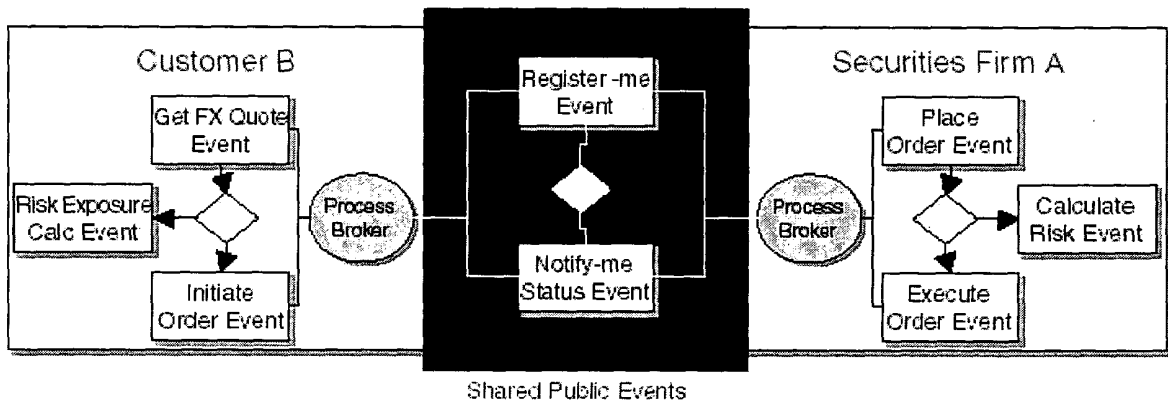 Customer B
Get FX Quote
Event
Risk Exposure
Calc Event
Initiate
Order Event
Process
Broker
Register -me
Event
Notify-me
Status Event
Securities Firm A
Place
Order Event
Process
Broker
Calculate
Risk Event
Execute
Order Event
Shared Public Events